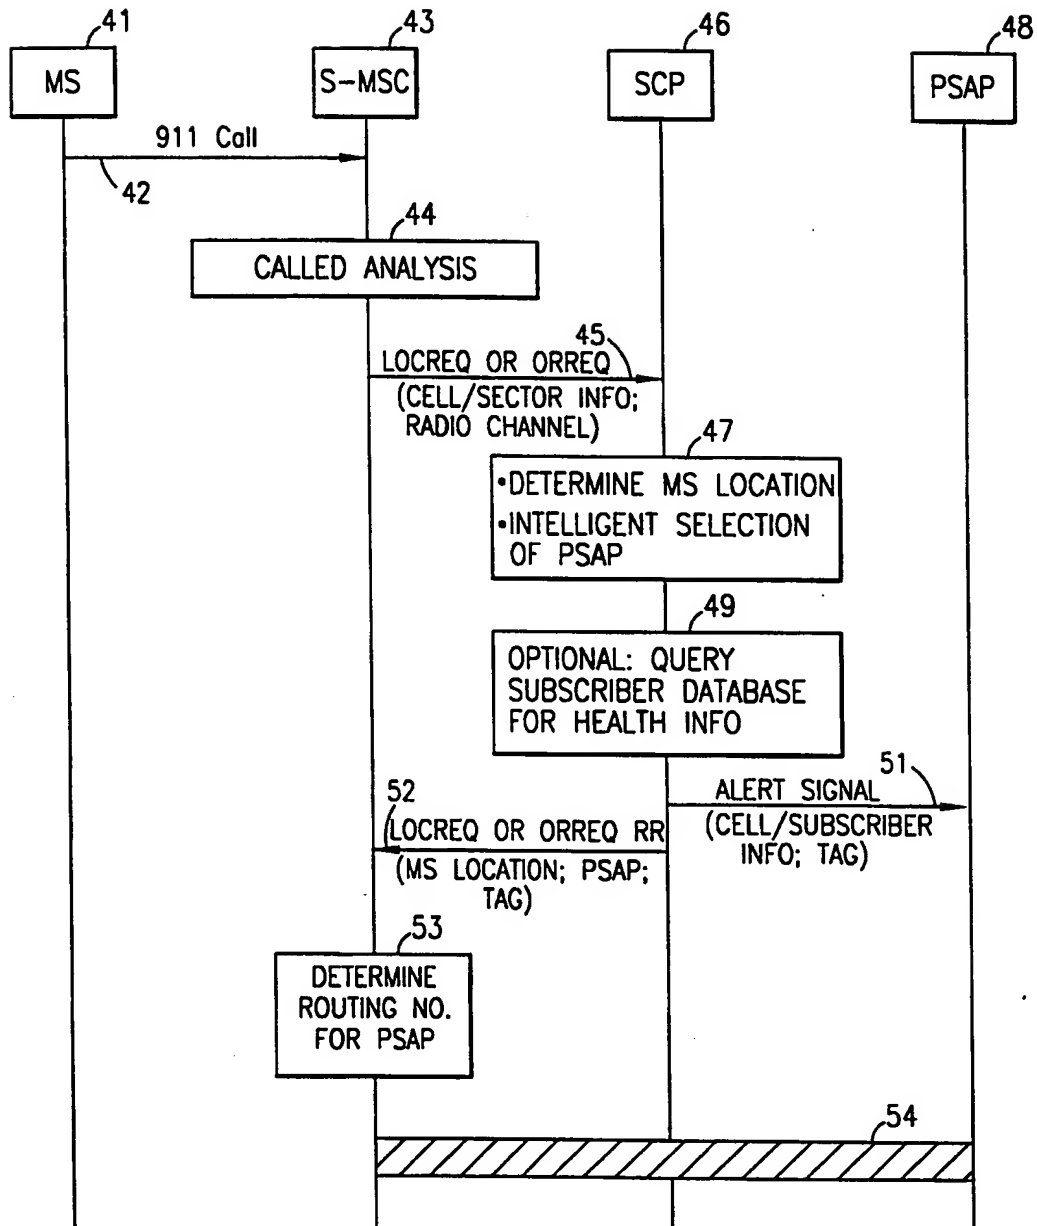 41
43
46
48
MS
S-MSC
SCP
PSAP
911 Call
42
44
CALLED ANALYSIS
45
LOCREQ OR ORREQ
(CELL/SECTOR INFO;
RADIO CHANNEL)
47
•DETERMINE MS LOCATION
•INTELLIGENT SELECTION
OF PSAP
49
OPTIONAL: QUERY
SUBSCRIBER DATABASE
FOR HEALTH INFO
51
ALERT SIGNAL
(CELL/SUBSCRIBER
INFO; TAG)
52
LOCREQ OR ORREQ RR
(MS LOCATION; PSAP;
TAG)
53
DETERMINE
ROUTING NO.
FOR PSAP
54